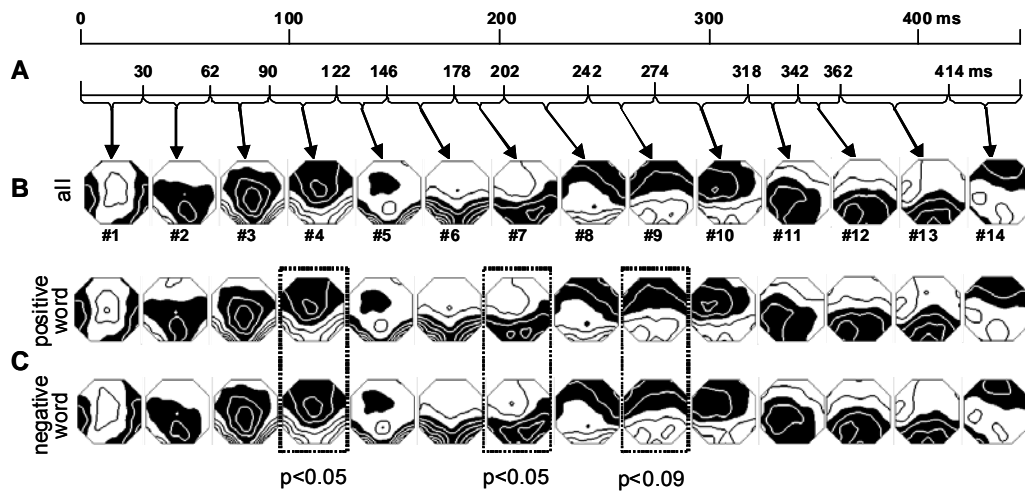 0 100 200 300 400 ms
A 30 62 90 122 146 178 202 242 274 318 342 362 414 ms
B all
#1 #2 #3 #4 #5 #6 #7 #8 #9 #10 #11 #12 #13 #14
positive
word
C
negative
word
p<0.05 p<0.05 p<0.09